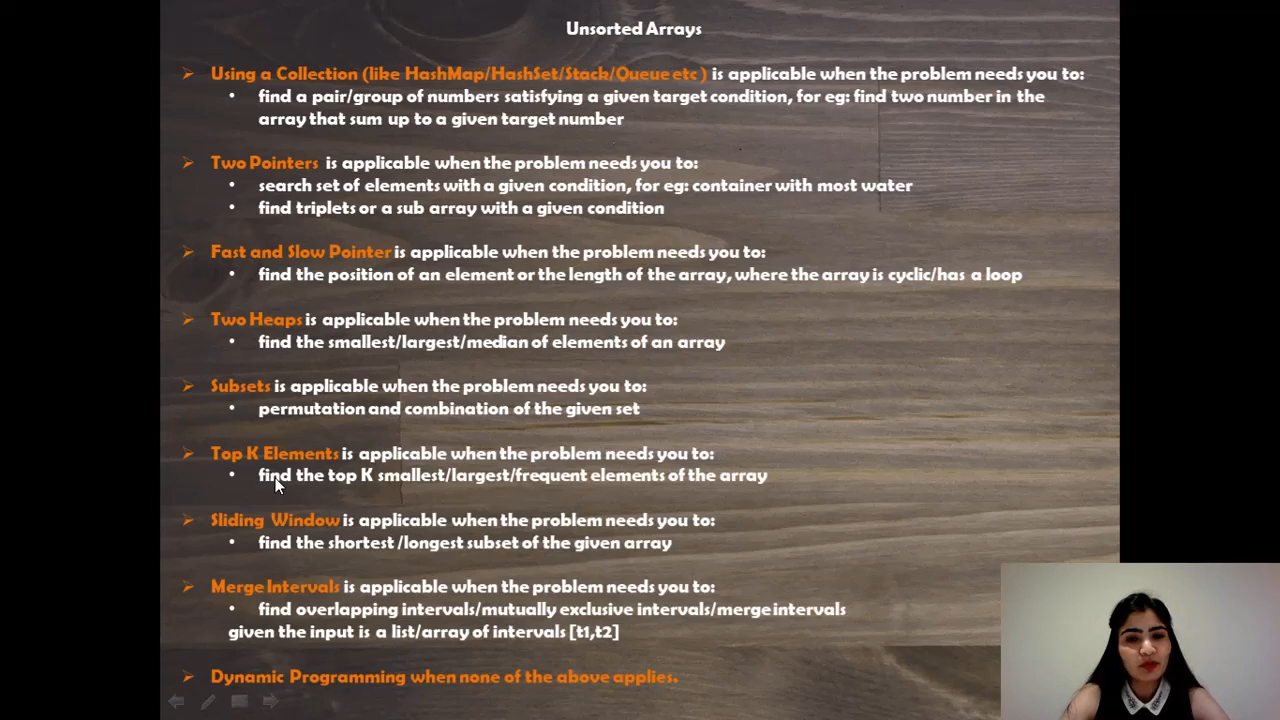 Unsorted Arrays
Using a Collection (like HashMap/HashSet/Stack/Queue etc ) is applicable when the problem needs you to:
find a pair/group of numbers satisfying a given target condition, for eg: find two number in the
array that sum up to a given target number
Two Pointers is applicable when the problem needs you to:
search set of elements with a given condition, for eg: container with most water
find triplets or a sub array with a given condition
Fast and Slow Pointer is applicable when the problem needs you to:
find the position of an element or the length of the array, where the array is cyclic/has a loop
Two Heaps is applicable when the problem needs you to:
find the smallest/largest/median of elements of an array
Subsets is applicable when the problem needs you to:
permutation and combination of the given set
Top K Elements is applicable when the problem needs you to:
find the top K smallest/largest/frequent elements of the array
Sliding Window is applicable when the problem needs you to:
find the shortest /longest subset of the given array
Merge Intervals is applicable when the problem needs you to:
find overlapping intervals/mutually exclusive intervals/merge intervals
given the input is a list/array of intervals [t1,t2]
Dynamic Programming when none of the above applies.